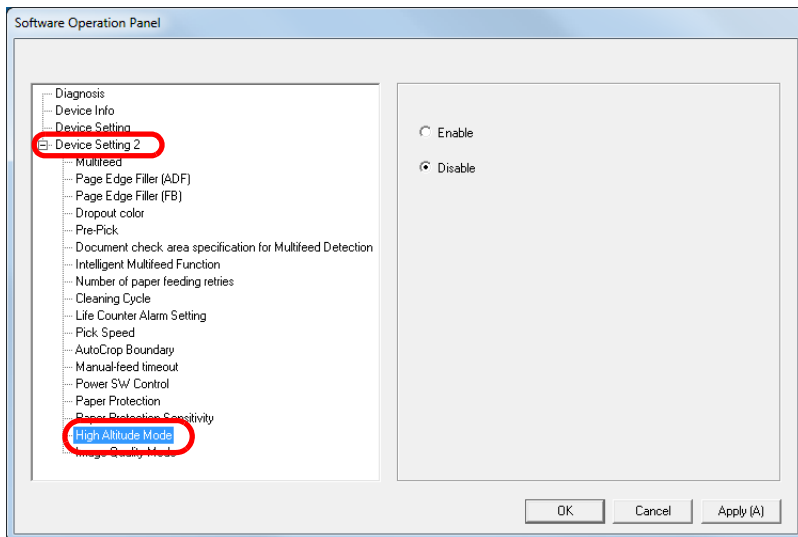 Software Operation Panel
Diagnosis
Device Info
Device Setting
Device Setting 2
Multifeed
Page Edge Filler (ADF)
Page Edge Filler (FB)
Dropout color
Pre-Pick
Document check area specification for Multifeed Detection
Intelligent Multifeed Function
Number of paper feeding retries
Cleaning Cycle
Life Counter Alarm Setting
Pick Speed
AutoCrop Boundary
Manual-feed timeout
Power SW Control
Paper Protection
Paper Protection Sensitivity
High Altitude Mode
Image Quality Mode
Enable
Disable
OK
Cancel
Apply (A)